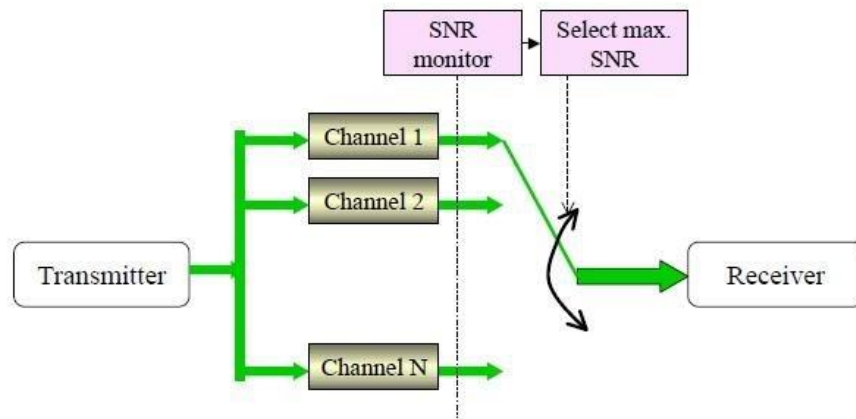 SNR
monitor
Select max.
SNR
Channel 1
Channel 2
Transmitter
Receiver
Channel N